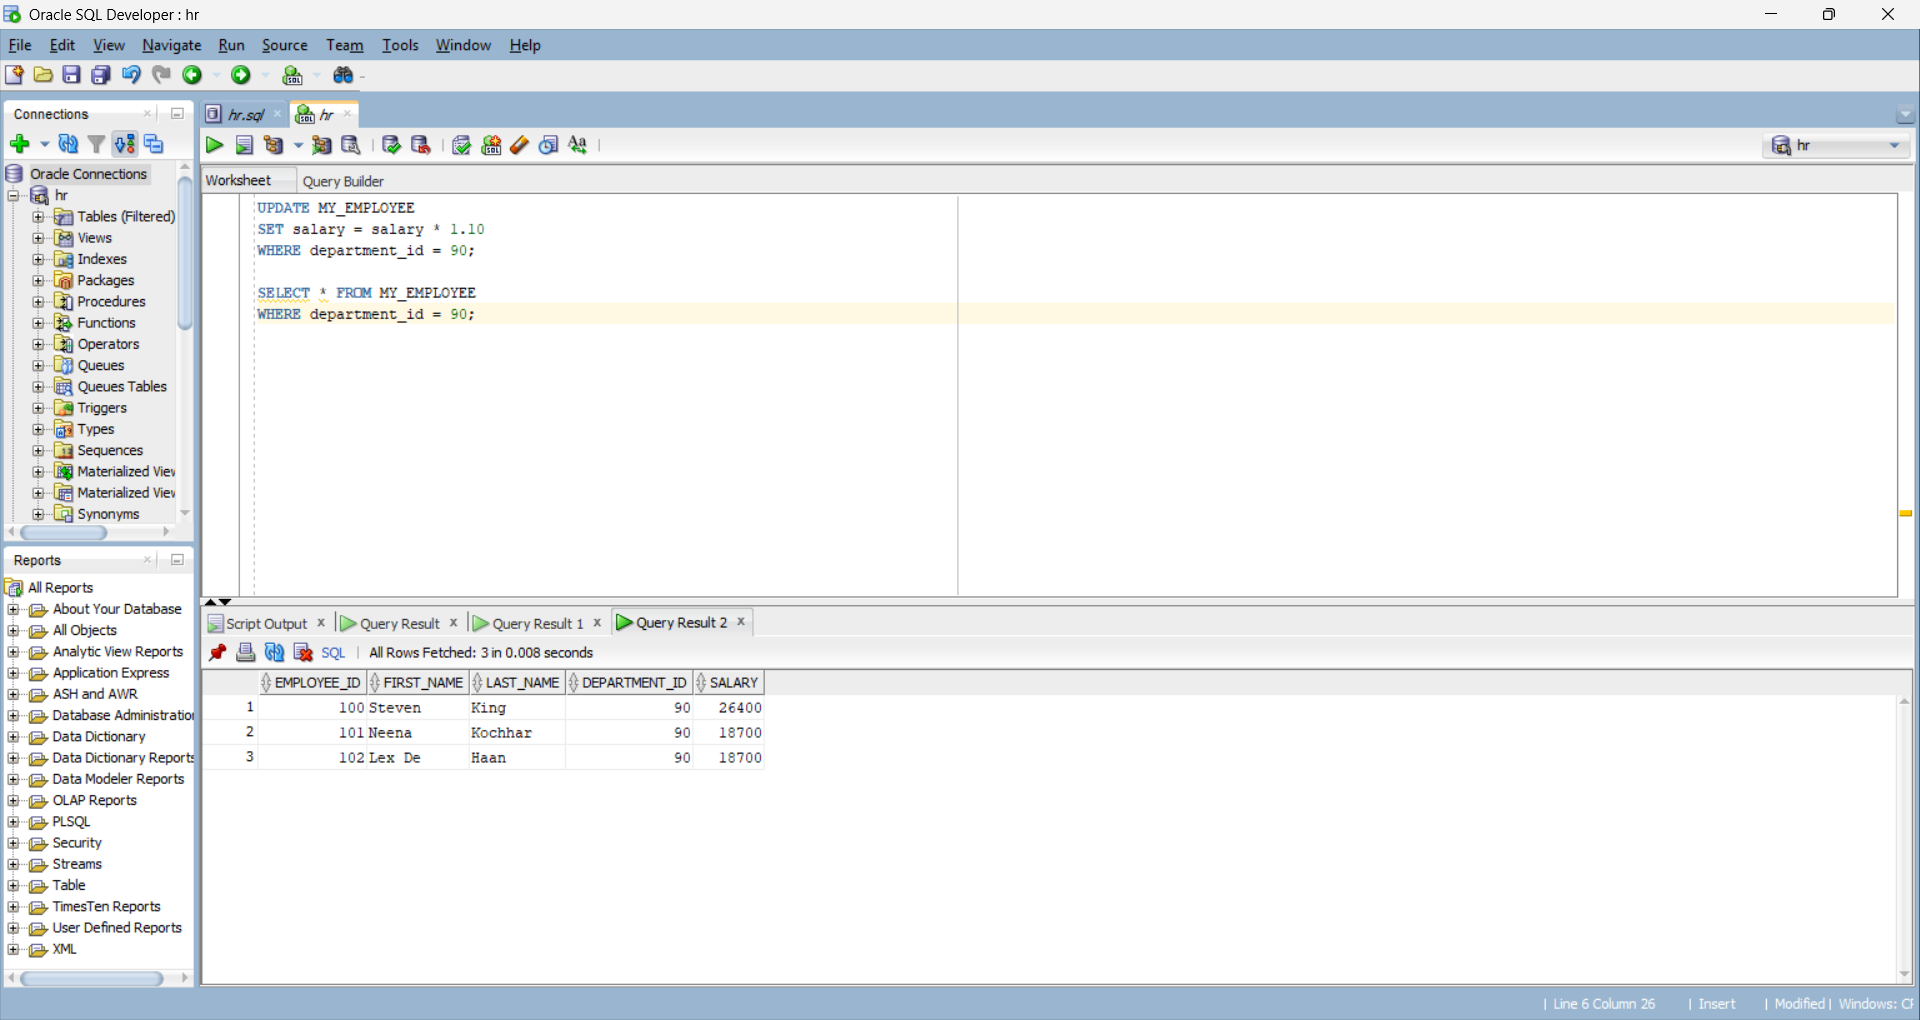 Oracle SQL Developer : hr
File Edit View Navigate Run Source Team Tools Window Help
Connections
Oracle Connections
hr
Tables (Filtered)
Views
Indexes
Packages
Procedures
Functions
Operators
Queues
Queues Tables
Triggers
Types
Sequences
Materialized View
Materialized View
Synonyms
Reports
All Reports
About Your Database
All Objects
Analytic View Reports
Application Express
ASH and AWR
Database Administration
Data Dictionary
Data Dictionary Reports
Data Modeler Reports
OLAP Reports
PLSQL
Security
Streams
Table
TimesTen Reports
User Defined Reports
XML
hr.sql hr
hr
Worksheet Query Builder
UPDATE MY_EMPLOYEE
SET salary = salary * 1.10
WHERE department_id = 90;
SELECT * FROM MY_EMPLOYEE
WHERE department_id = 90;
Script Output x Query Result x Query Result 1 x Query Result 2 x
SQL All Rows Fetched: 3 in 0.008 seconds
EMPLOYEE_ID FIRST_NAME LAST_NAME DEPARTMENT_ID SALARY
1 100 Steven King 90 26400
2 101 Neena Kochhar 90 18700
3 102 Lex De Haan 90 18700
Line 6 Column 26 | Insert | Modified | Windows: